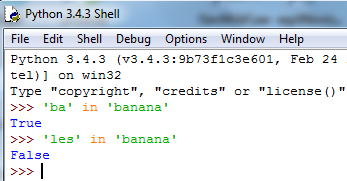 Python 3.4.3 Shell
File Edit Shell Debug Options Window Help
Python 3.4.3 (v3.4.3:9b73f1c3e601, Feb 24
tel)] on win32
Type "copyright", "credits" or "license()"
>>> 'ba' in 'banana'
True
>>> 'les' in 'banana'
False
>>>